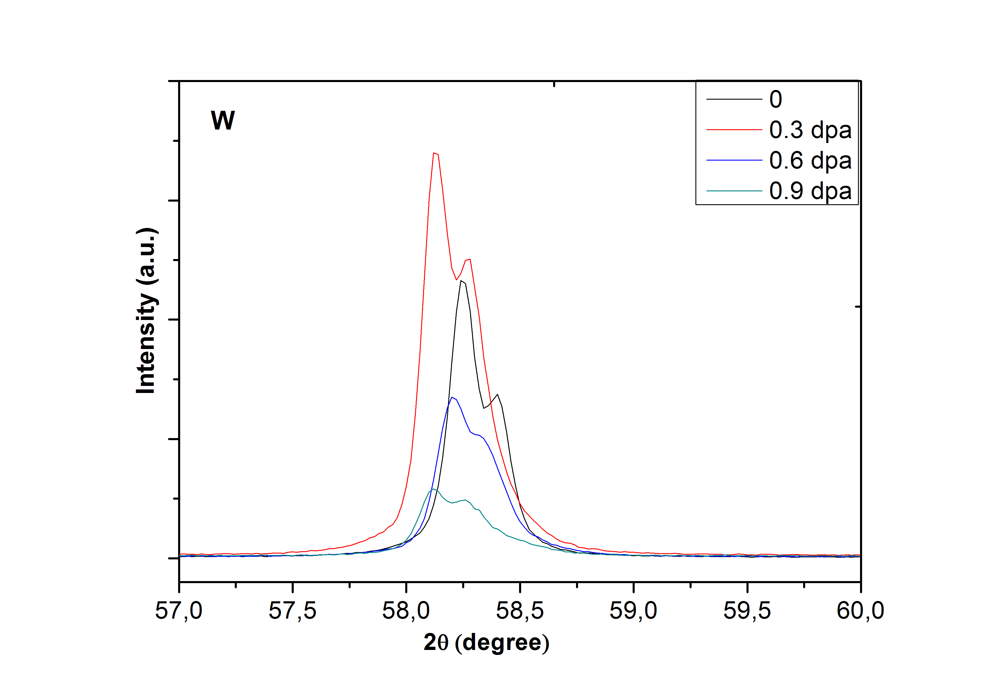 W
0
0.3 dpa
0.6 dpa
0.9 dpa
Intensity (a.u.)
57,0 57,5 58,0 58,5 59,0 59,5 60,0
2θ (degree)